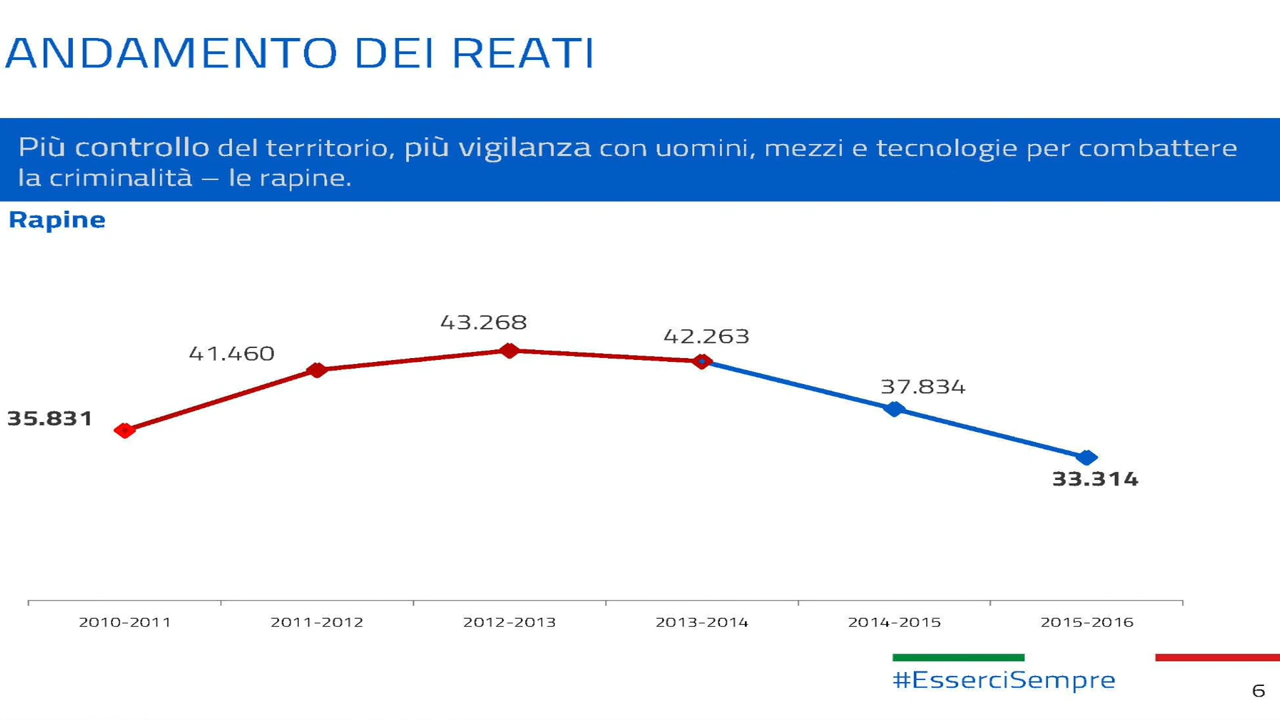 ANDAMENTO DEI REATI
Più controllo del territorio, più vigilanza con uomini, mezzi e tecnologie per combattere
la criminalità – le rapine.
Rapine
43.268
42.263
41.460
37.834
35.831
33.314
2010-2011 2011-2012 2012-2013 2013-2014 2014-2015 2015-2016
#EsserciSempre
6